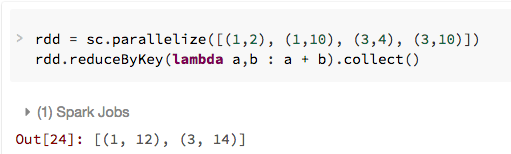 > rdd = sc.parallelize([(1,2), (1,10), (3,4), (3,10)])
rdd.reduceByKey(lambda a,b : a + b).collect()
▸ (1) Spark Jobs
Out[24]: [(1, 12), (3, 14)]